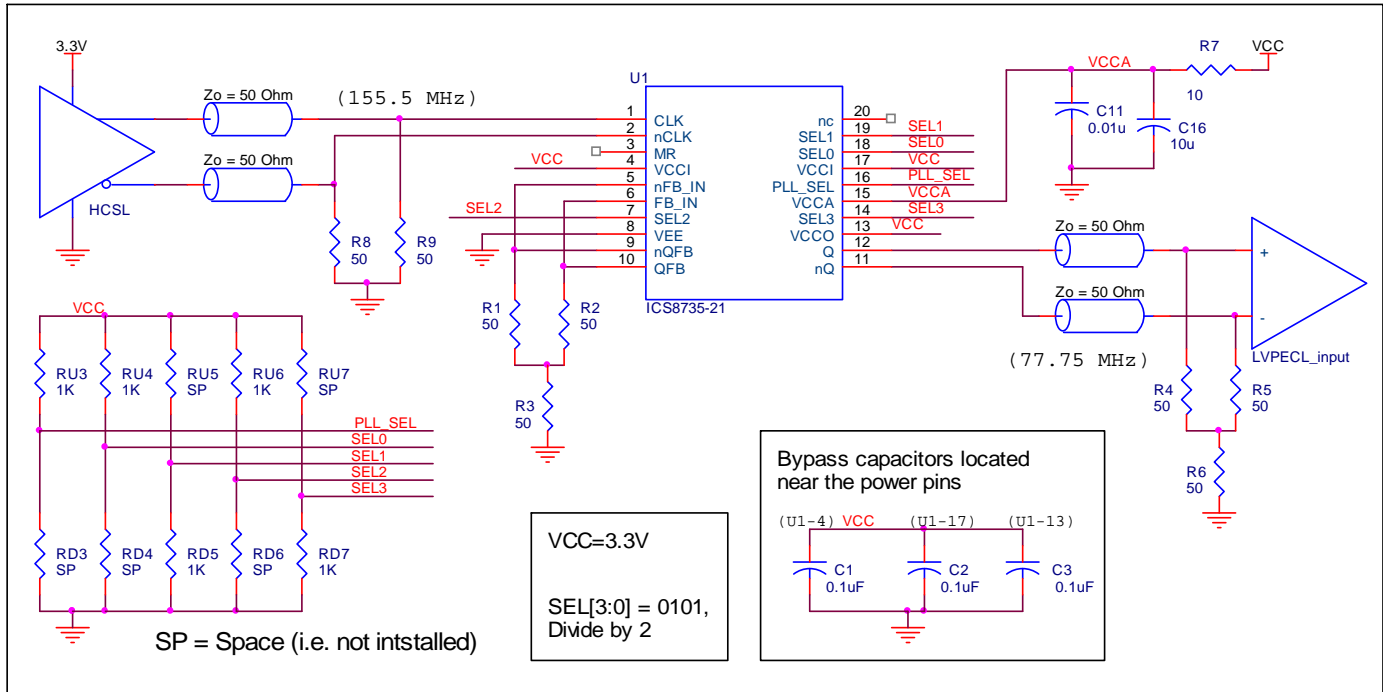 3.3V
Zo = 50 Ohm
(155.5 MHz)
Zo = 50 Ohm
HCSL
R8
50
R9
50
U1
1
2
3
4
5
6
7
8
9
10
CLK
nCLK
MR
VCCI
nFB_IN
FB_IN
SEL2
VEE
nQFB
QFB
nc
SEL1
SEL0
VCCI
PLL_SEL
VCCA
SEL3
VCCO
Q
nQ
20
19
18
17
16
15
14
13
12
11
ICS8735-21
VCC
SEL2
SEL1
SEL0
VCC
PLL_SEL
VCCA
SEL3
VCC
VCCA
R7
10
VCC
C11
0.01u
C16
10u
R1
50
R2
50
R3
50
Zo = 50 Ohm
Zo = 50 Ohm
(77.75 MHz)
+
-
LVPECL_input
R4
50
R5
50
R6
50
VCC
RU3
1K
RU4
1K
RU5
SP
RU6
1K
RU7
SP
PLL_SEL
SEL0
SEL1
SEL2
SEL3
RD3
SP
RD4
SP
RD5
1K
RD6
SP
RD7
1K
SP = Space (i.e. not intstalled)
VCC=3.3V
SEL[3:0] = 0101,
Divide by 2
Bypass capacitors located
near the power pins
(U1-4)
VCC
(U1-17)
(U1-13)
C1
0.1uF
C2
0.1uF
C3
0.1uF